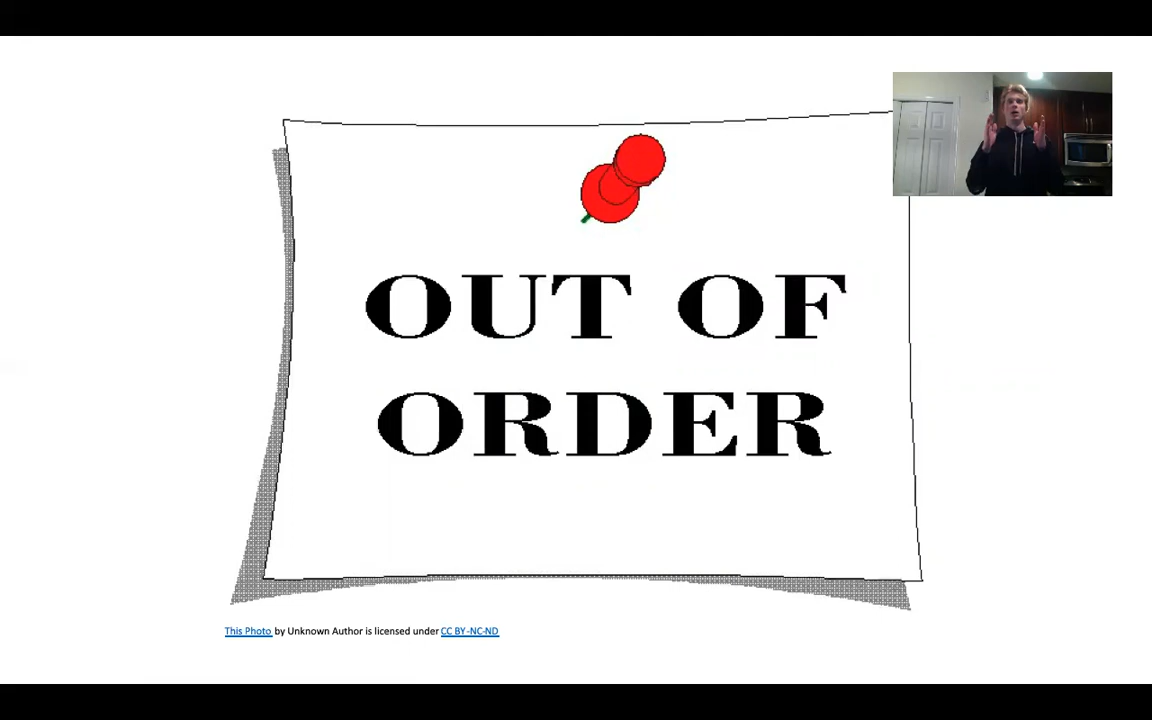 OUT OF
ORDER
This Photo by Unknown Author is licensed under CC BY-NC-ND